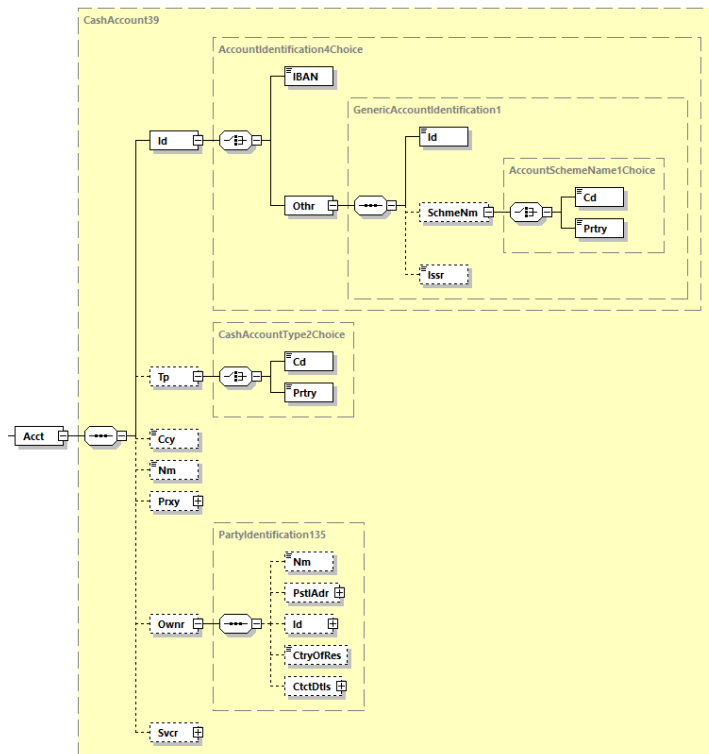 CashAccount39
AccountIdentification4Choice
IBAN
GenericAccountIdentification1
Id
Id
AccountSchemeName1Choice
Cd
Othr
SchmeNm
Prtry
Issr
CashAccountType2Choice
Cd
Tp
Prtry
Acct
Ccy
Nm
Prxy
PartyIdentification135
Nm
PstlAdr
Ownr
Id
CtryOfRes
CtctDtls
Svcr